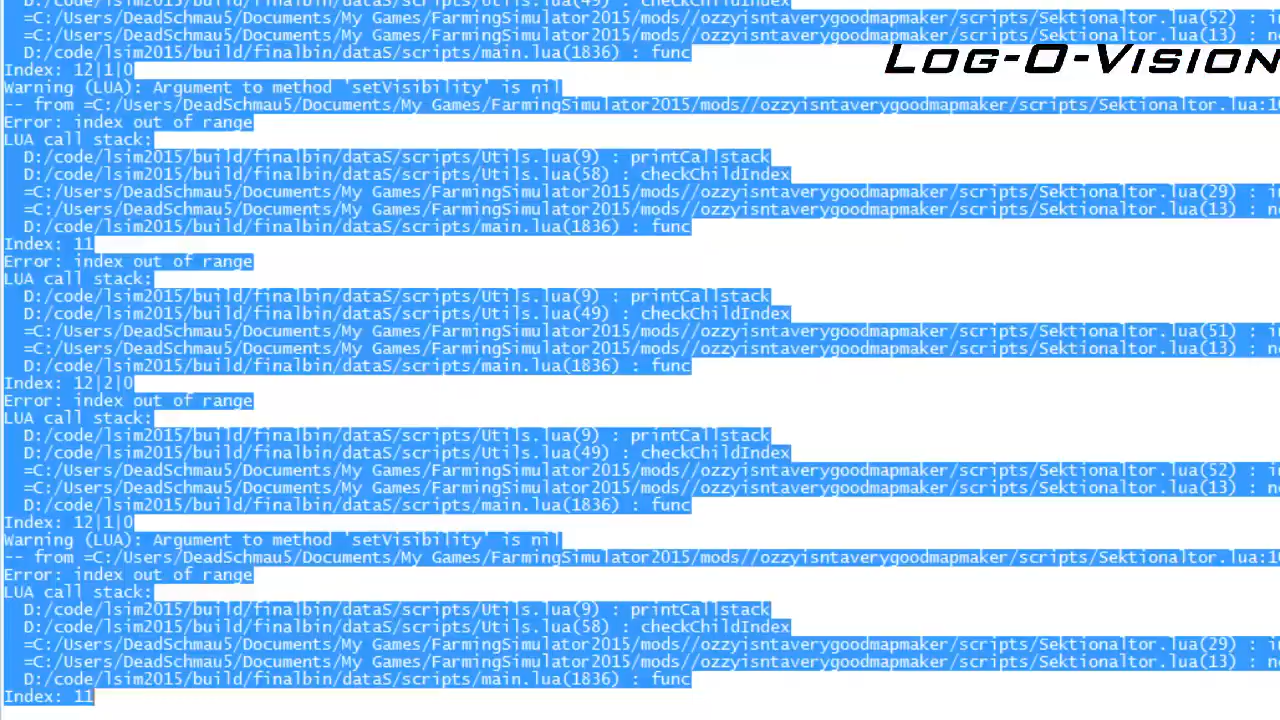 D:/code/lsim2015/build/finalbin/dataS/scripts/Utils.lua(49) : checkChildIndex
=C:/Users/DeadSchmau5/Documents/My Games/FarmingSimulator2015/mods//ozzyisntaverygoodmapmaker/scripts/Sektionaltor.lua(52) :
=C:/Users/DeadSchmau5/Documents/My Games/FarmingSimulator2015/mods//ozzyisntaverygoodmapmaker/scripts/Sektionaltor.lua(13) :
D:/code/lsim2015/build/finalbin/dataS/scripts/main.lua(1836) : func
LOG-O-VISION
Index: 12|1|0
Warning (LUA): Argument to method 'setVisibility' is nil
-- from =C:/Users/DeadSchmau5/Documents/My Games/FarmingSimulator2015/mods//ozzyisntaverygoodmapmaker/scripts/Sektionaltor.lua:
Error: index out of range
LUA call stack:
D:/code/lsim2015/build/finalbin/dataS/scripts/Utils.lua(9) : printCallstack
D:/code/lsim2015/build/finalbin/dataS/scripts/Utils.lua(58) : checkChildIndex
=C:/Users/DeadSchmau5/Documents/My Games/FarmingSimulator2015/mods//ozzyisntaverygoodmapmaker/scripts/Sektionaltor.lua(29) :
=C:/Users/DeadSchmau5/Documents/My Games/FarmingSimulator2015/mods//ozzyisntaverygoodmapmaker/scripts/Sektionaltor.lua(13) :
D:/code/lsim2015/build/finalbin/dataS/scripts/main.lua(1836) : func
Index: 11
Error: index out of range
LUA call stack:
D:/code/lsim2015/build/finalbin/dataS/scripts/Utils.lua(9) : printCallstack
D:/code/lsim2015/build/finalbin/dataS/scripts/Utils.lua(49) : checkChildIndex
=C:/Users/DeadSchmau5/Documents/My Games/FarmingSimulator2015/mods//ozzyisntaverygoodmapmaker/scripts/Sektionaltor.lua(51) :
=C:/Users/DeadSchmau5/Documents/My Games/FarmingSimulator2015/mods//ozzyisntaverygoodmapmaker/scripts/Sektionaltor.lua(13) :
D:/code/lsim2015/build/finalbin/dataS/scripts/main.lua(1836) : func
Index: 12|2|0
Error: index out of range
LUA call stack:
D:/code/lsim2015/build/finalbin/dataS/scripts/Utils.lua(9) : printCallstack
D:/code/lsim2015/build/finalbin/dataS/scripts/Utils.lua(49) : checkChildIndex
=C:/Users/DeadSchmau5/Documents/My Games/FarmingSimulator2015/mods//ozzyisntaverygoodmapmaker/scripts/Sektionaltor.lua(52) :
=C:/Users/DeadSchmau5/Documents/My Games/FarmingSimulator2015/mods//ozzyisntaverygoodmapmaker/scripts/Sektionaltor.lua(13) :
D:/code/lsim2015/build/finalbin/dataS/scripts/main.lua(1836) : func
Index: 12|1|0
Warning (LUA): Argument to method 'setVisibility' is nil
-- from =C:/Users/DeadSchmau5/Documents/My Games/FarmingSimulator2015/mods//ozzyisntaverygoodmapmaker/scripts/Sektionaltor.lua:
Error: index out of range
LUA call stack:
D:/code/lsim2015/build/finalbin/dataS/scripts/Utils.lua(9) : printCallstack
D:/code/lsim2015/build/finalbin/dataS/scripts/Utils.lua(58) : checkChildIndex
=C:/Users/DeadSchmau5/Documents/My Games/FarmingSimulator2015/mods//ozzyisntaverygoodmapmaker/scripts/Sektionaltor.lua(29) :
=C:/Users/DeadSchmau5/Documents/My Games/FarmingSimulator2015/mods//ozzyisntaverygoodmapmaker/scripts/Sektionaltor.lua(13) :
D:/code/lsim2015/build/finalbin/dataS/scripts/main.lua(1836) : func
Index: 11